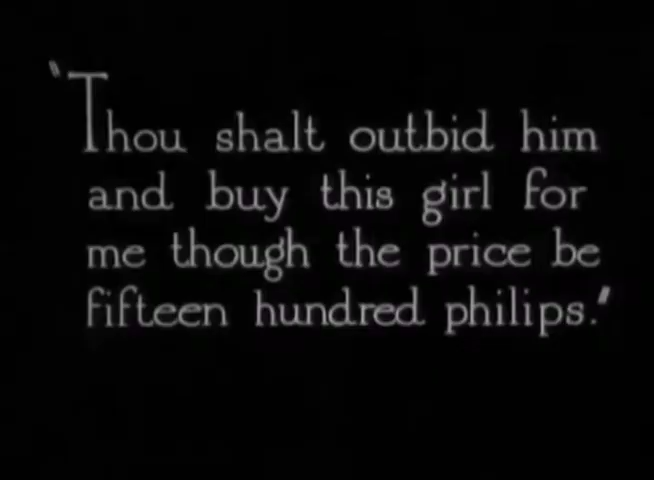 "Thou shalt outbid him
and buy this girl for
me though the price be
fifteen hundred philips."